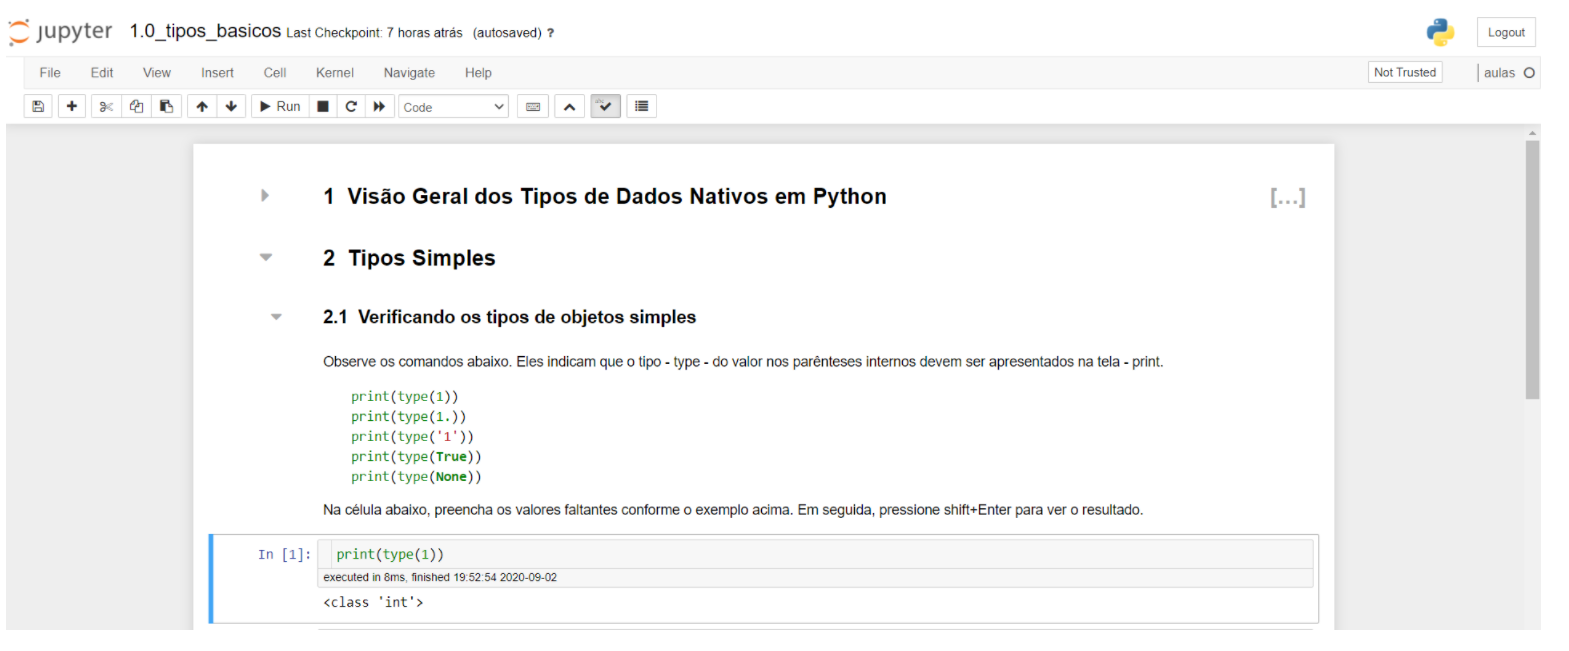 jupyter 1.0_tipos_basicos Last Checkpoint: 7 horas atrás (autosaved) ? Logout
File Edit View Insert Cell Kernel Navigate Help Not Trusted aulas
Run Code
1 Visão Geral dos Tipos de Dados Nativos em Python [...]
2 Tipos Simples
2.1 Verificando os tipos de objetos simples
Observe os comandos abaixo. Eles indicam que o tipo - type - do valor nos parênteses internos devem ser apresentados na tela - print.
print(type(1))
print(type(1.))
print(type('1'))
print(type(True))
print(type(None))
Na célula abaixo, preencha os valores faltantes conforme o exemplo acima. Em seguida, pressione shift+Enter para ver o resultado.
In [1]: print(type(1))
executed in 8ms, finished 19:52:54 2020-09-02
<class 'int'>